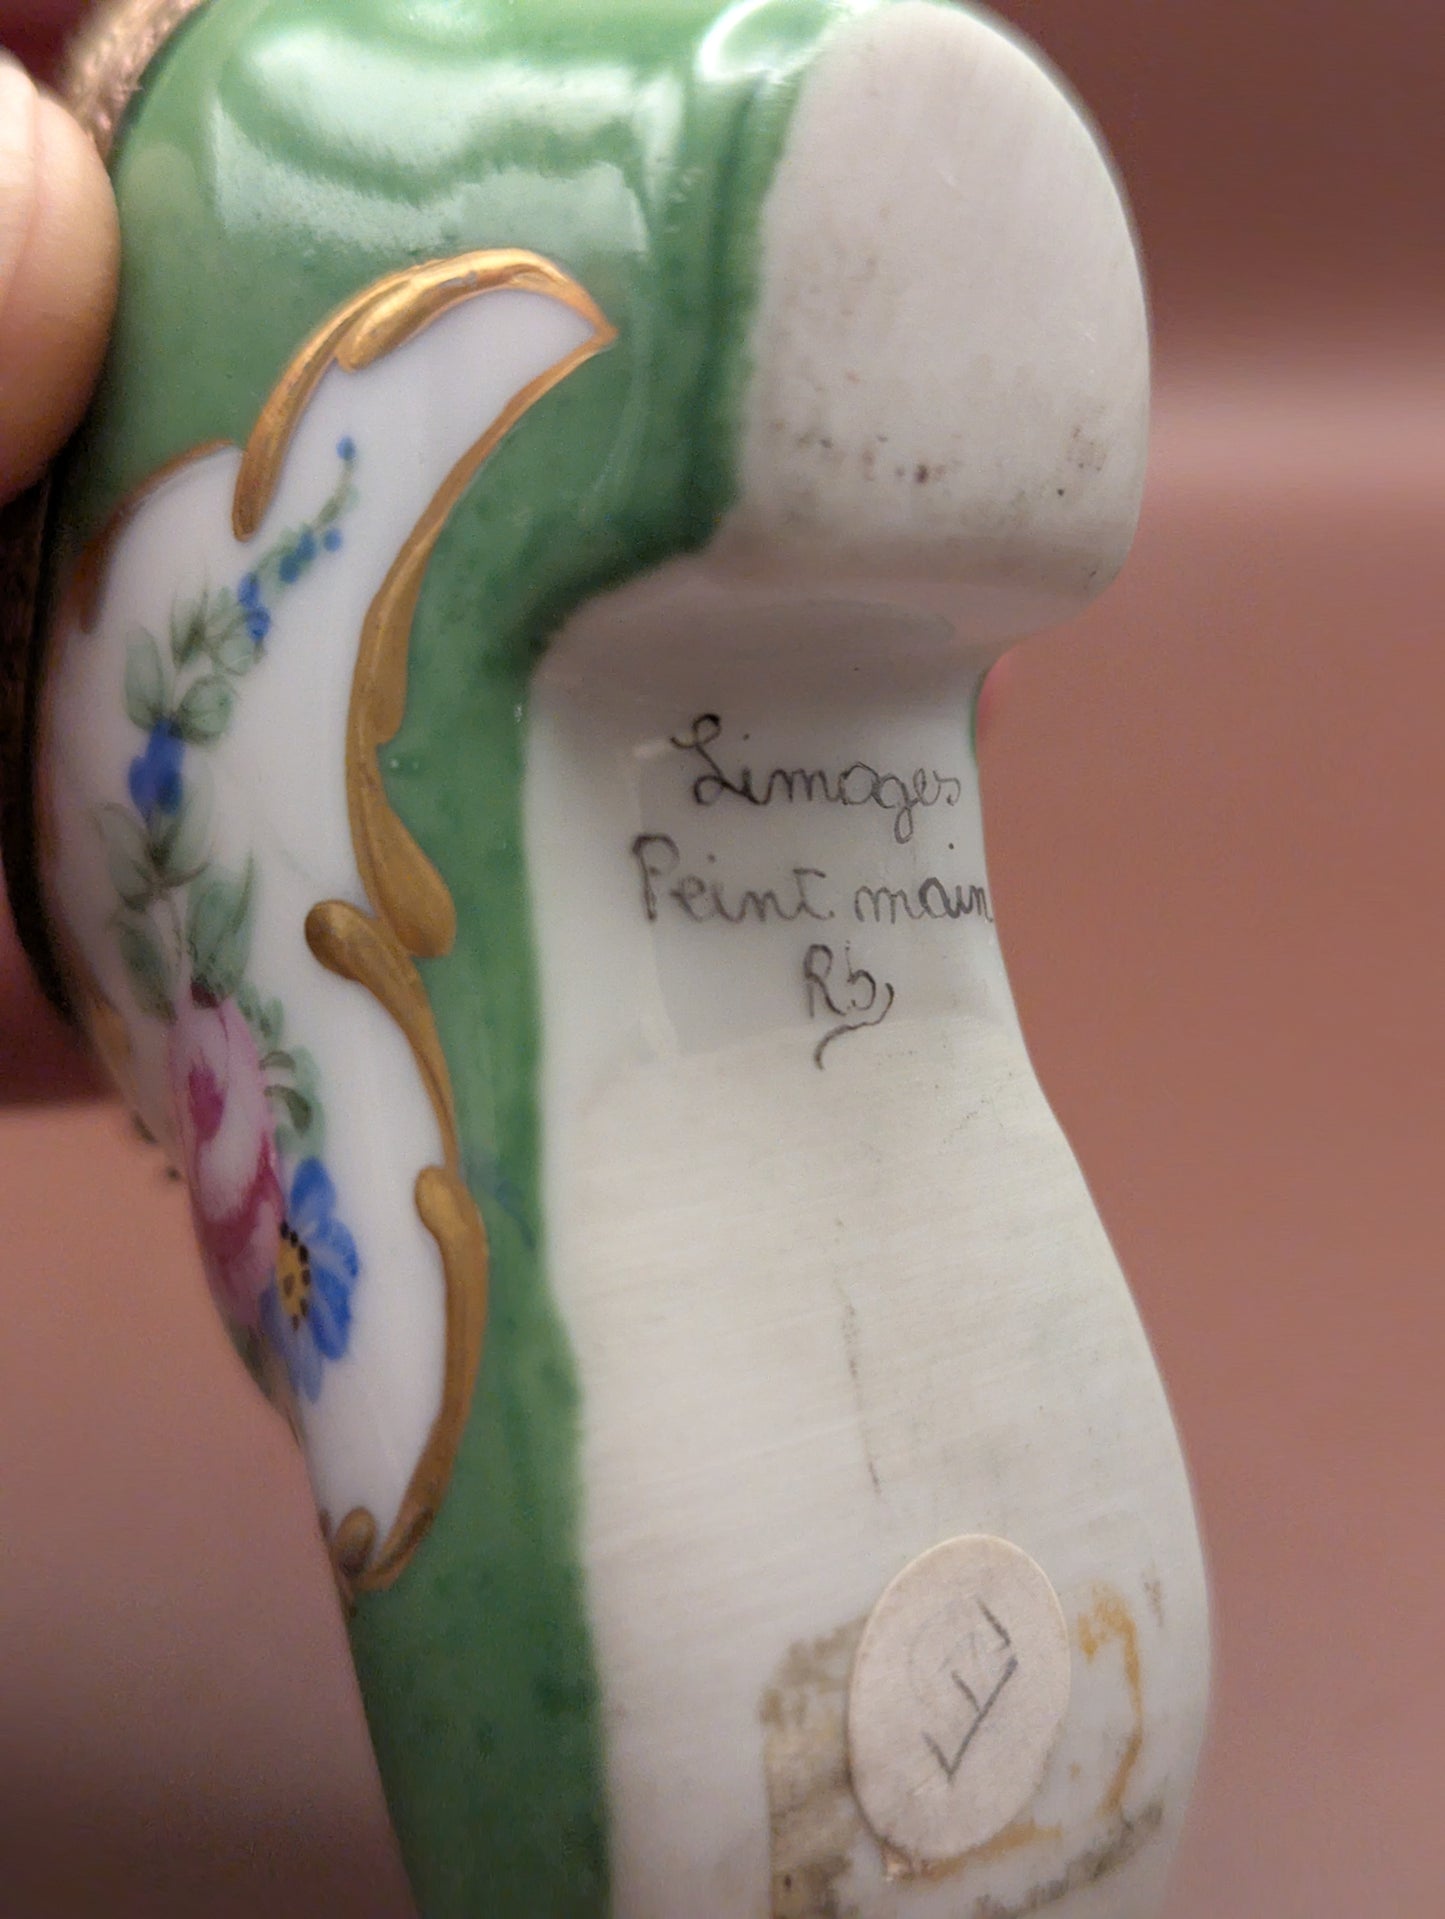 Limoges
Peint main
Rb